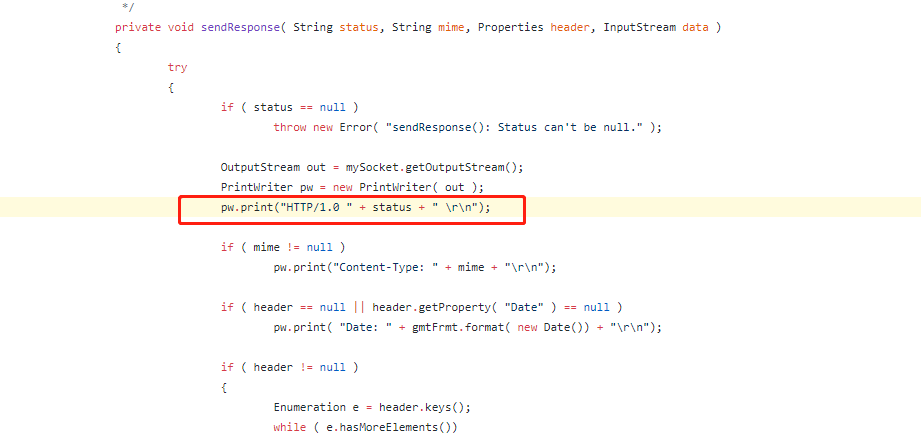 */
private void sendResponse( String status, String mime, Properties header, InputStream data )
{
try
{
if ( status == null )
throw new Error( "sendResponse(): Status can't be null." );
OutputStream out = mySocket.getOutputStream();
PrintWriter pw = new PrintWriter( out );
pw.print("HTTP/1.0 " + status + " \r\n");
if ( mime != null )
pw.print("Content-Type: " + mime + "\r\n");
if ( header == null || header.getProperty( "Date" ) == null )
pw.print( "Date: " + gmtFrmt.format( new Date()) + "\r\n");
if ( header != null )
{
Enumeration e = header.keys();
while ( e.hasMoreElements())